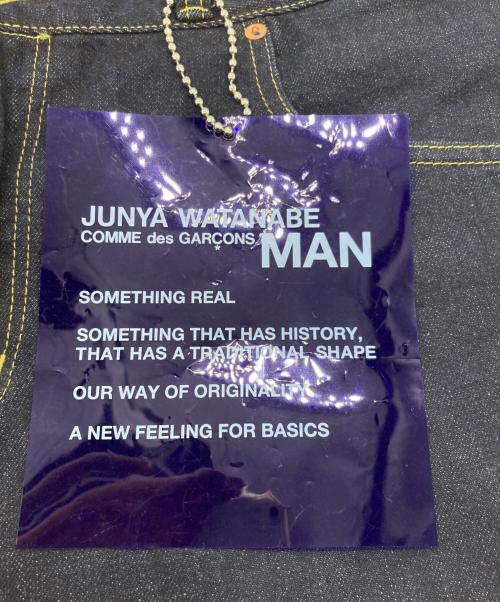 JUNYA WATANABE
COMME des GARÇONS MAN
*
SOMETHING REAL
SOMETHING THAT HAS HISTORY,
THAT HAS A TRADITIONAL SHAPE
OUR WAY OF ORIGINALITY
A NEW FEELING FOR BASICS